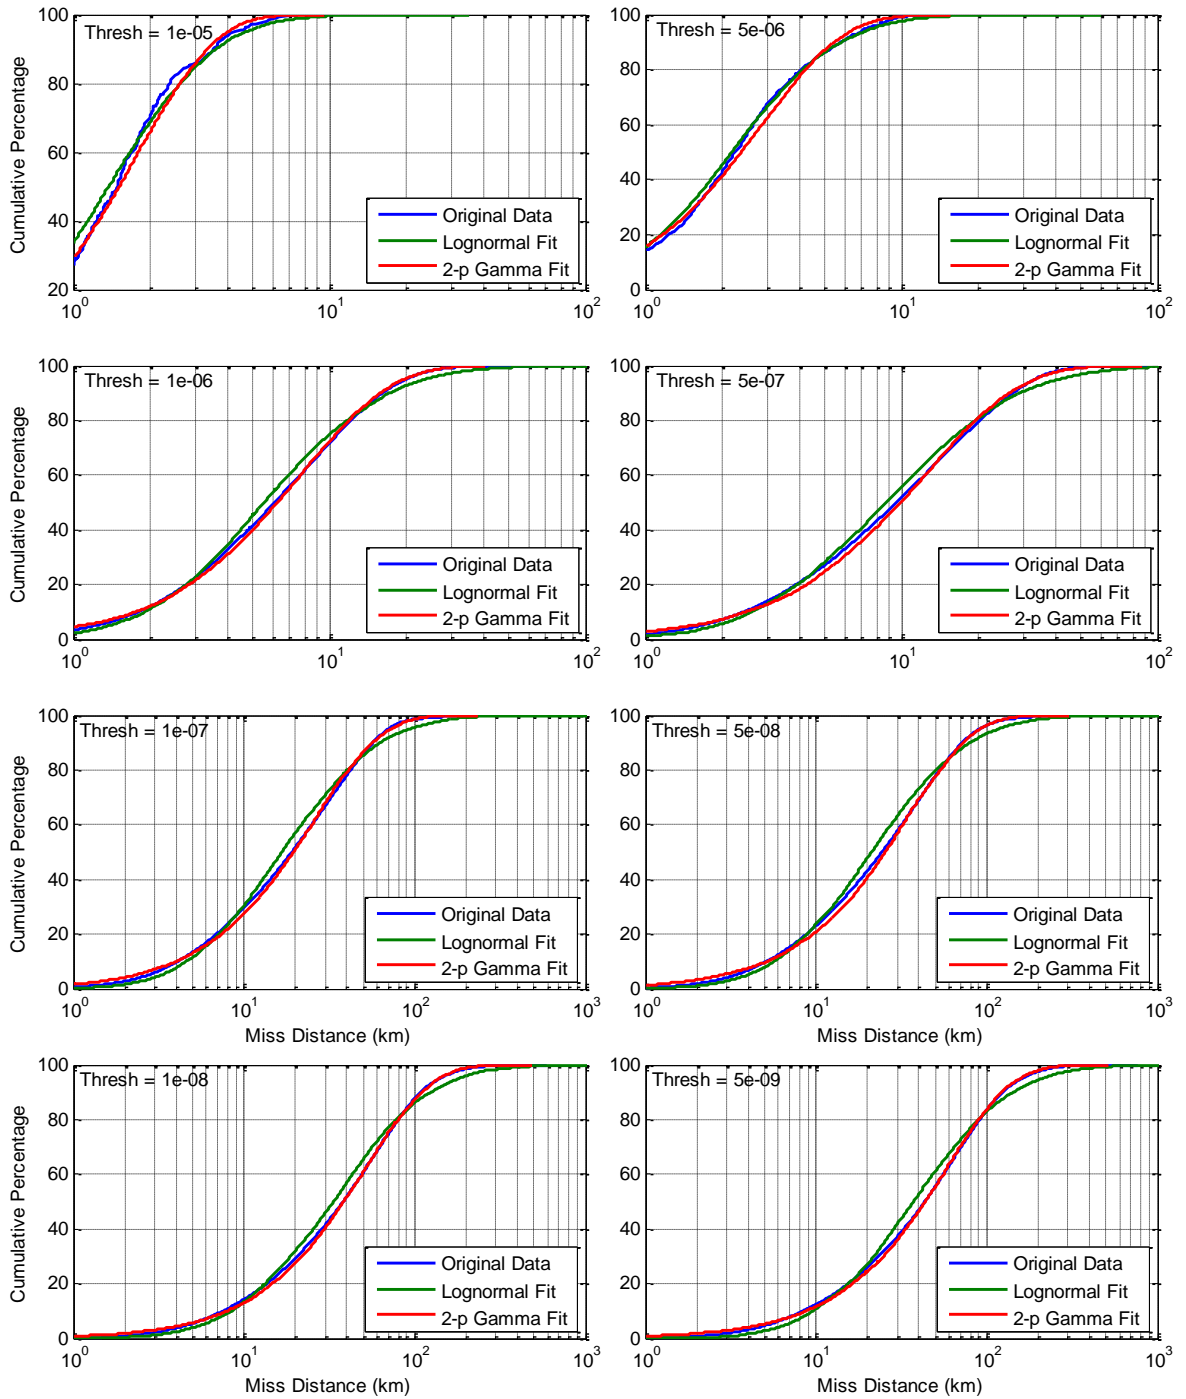 100
80
60
40
20
Cumulative Percentage
Thresh = 1e-05
Original Data
Lognormal Fit
2-p Gamma Fit
10^0 10^1 10^2
100
80
60
40
20
0
Thresh = 5e-06
Original Data
Lognormal Fit
2-p Gamma Fit
10^0 10^1 10^2
100
80
60
40
20
0
Cumulative Percentage
Thresh = 1e-06
Original Data
Lognormal Fit
2-p Gamma Fit
10^0 10^1 10^2
100
80
60
40
20
0
Thresh = 5e-07
Original Data
Lognormal Fit
2-p Gamma Fit
10^0 10^1 10^2
100
80
60
40
20
0
Cumulative Percentage
Thresh = 1e-07
Original Data
Lognormal Fit
2-p Gamma Fit
10^0 10^1 10^2 10^3
Miss Distance (km)
100
80
60
40
20
0
Thresh = 5e-08
Original Data
Lognormal Fit
2-p Gamma Fit
10^0 10^1 10^2 10^3
Miss Distance (km)
100
80
60
40
20
0
Cumulative Percentage
Thresh = 1e-08
Original Data
Lognormal Fit
2-p Gamma Fit
10^0 10^1 10^2 10^3
Miss Distance (km)
100
80
60
40
20
0
Thresh = 5e-09
Original Data
Lognormal Fit
2-p Gamma Fit
10^0 10^1 10^2 10^3
Miss Distance (km)